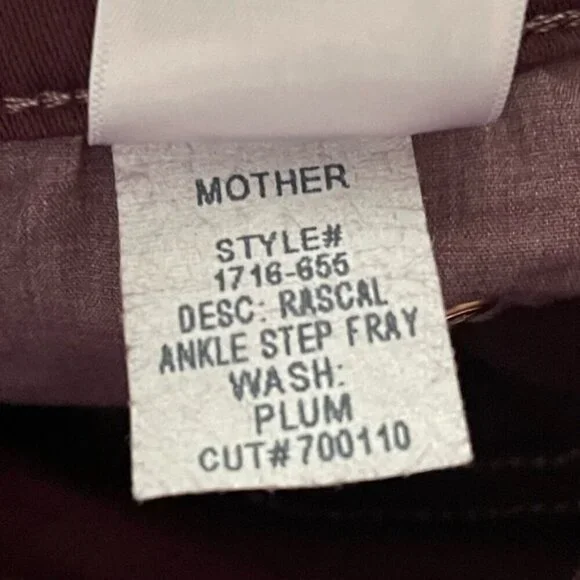 MOTHER
STYLE#
1716-655
DESC: RASCAL
ANKLE STEP FRAY
WASH:
PLUM
CUT#700110